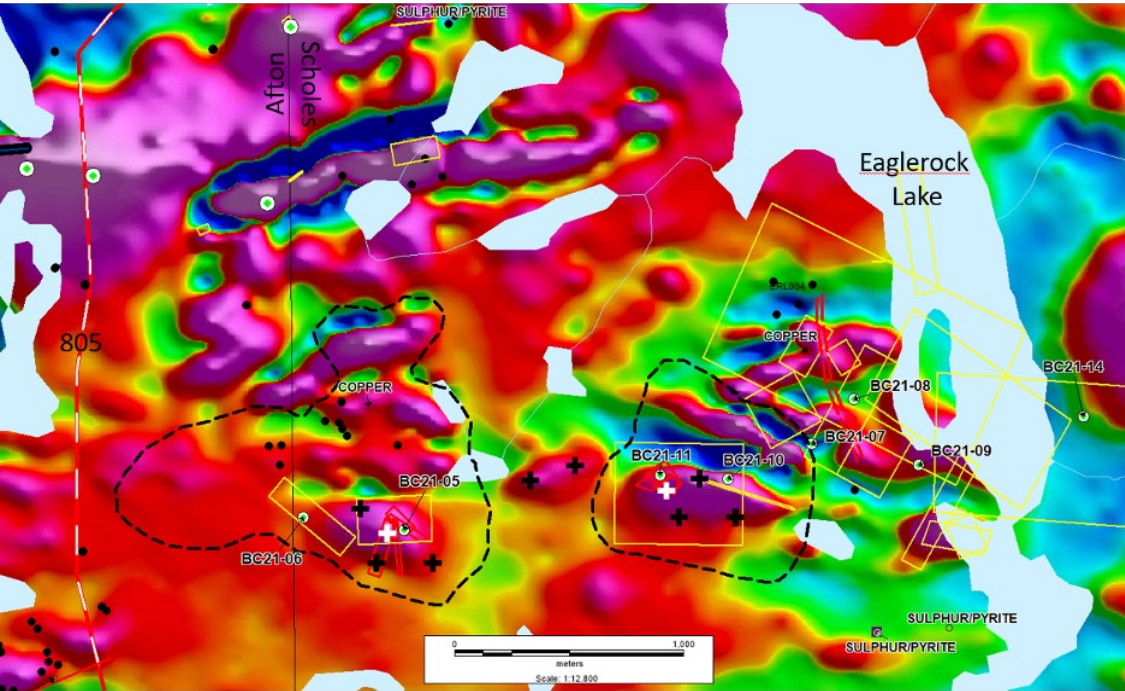 SULPHUR/PYRITE
Afton
Scholes
Eaglerock
Lake
ERL004
805
COPPER
COPPER
BC21-14
BC21-08
BC21-07
BC21-09
BC21-11
BC21-10
BC21-05
BC21-06
SULPHUR/PYRITE
SULPHUR/PYRITE
0
1,000
meters
Scale: 1:12,800